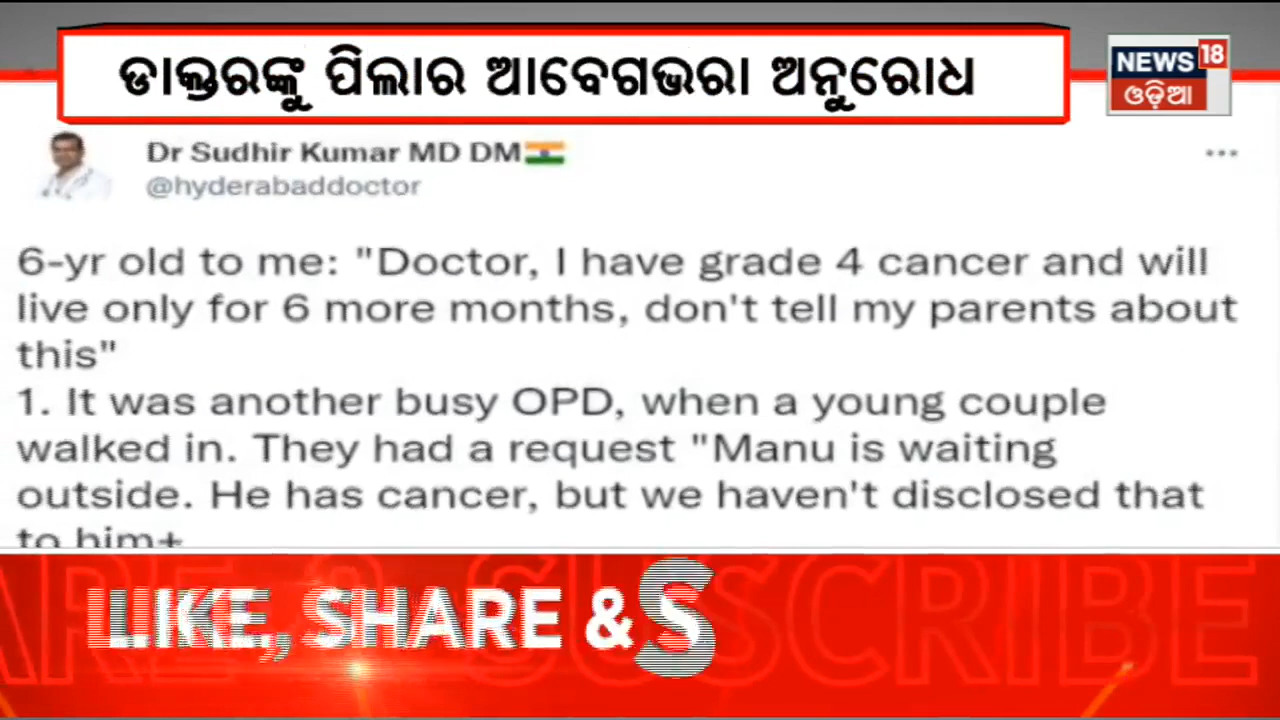 ଡାକ୍ତରଙ୍କୁ ପିଲାର ଆବେଗଭରା ଅନୁରୋଧ
NEWS 18
ଓଡ଼ିଆ
Dr Sudhir Kumar MD DM🇮🇳
@hyderabaddoctor
6-yr old to me: "Doctor, I have grade 4 cancer and will
live only for 6 more months, don't tell my parents about
this"
1. It was another busy OPD, when a young couple
walked in. They had a request "Manu is waiting
outside. He has cancer, but we haven't disclosed that
to him+
LIKE, SHARE & S
SUBSCRIBE